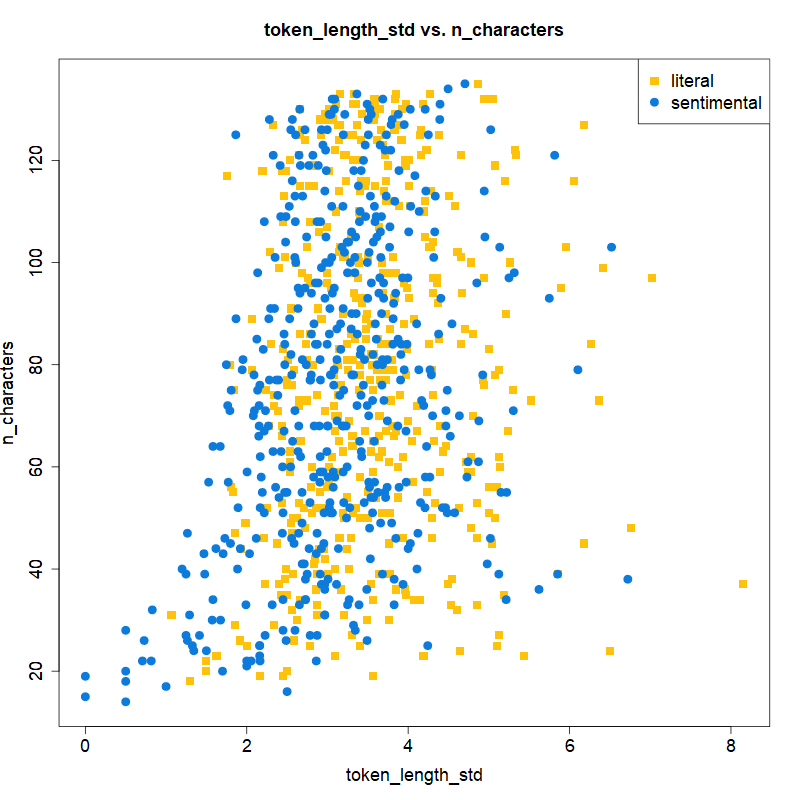 token_length_std vs. n_characters
literal
sentimental
120
100
80
60
40
20
n_characters
0 2 4 6 8
token_length_std